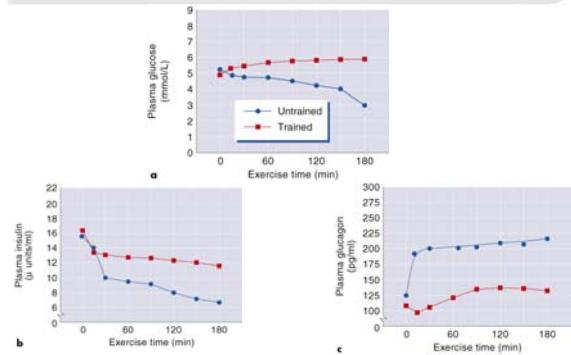 9
8
7
6
5
4
3
2
1
0
Plasma glucose
(mmol/L)
Untrained
Trained
0 60 120 180
Exercise time (min)
a
22
20
18
16
14
12
10
8
6
0
Plasma insulin
(μ units/ml)
0 60 120 180
Exercise time (min)
b
300
275
250
225
200
175
150
125
100
0
Plasma glucagon
(pg/ml)
0 60 120 180
Exercise time (min)
c